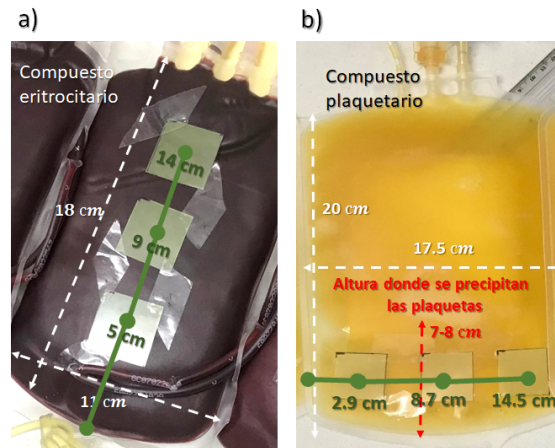 a)
Compuesto
eritrocitario
14 cm
18 cm
9 cm
5 cm
11 cm
b)
Compuesto
plaquetario
20 cm
17.5 cm
Altura donde se precipitan
las plaquetas
7-8 cm
2.9 cm
8.7 cm
14.5 cm